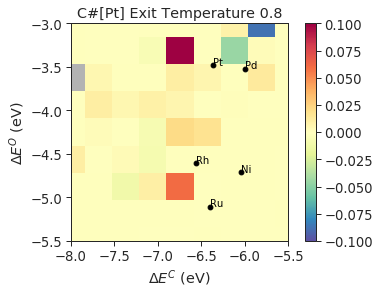 C#[Pt] Exit Temperature 0.8
−3.0
−3.5
−4.0
−4.5
−5.0
−5.5
ΔE^O (eV)
Pt
Pd
Rh
Ni
Ru
−8.0 −7.5 −7.0 −6.5 −6.0 −5.5
ΔE^C (eV)
0.100
0.075
0.050
0.025
0.000
−0.025
−0.050
−0.075
−0.100